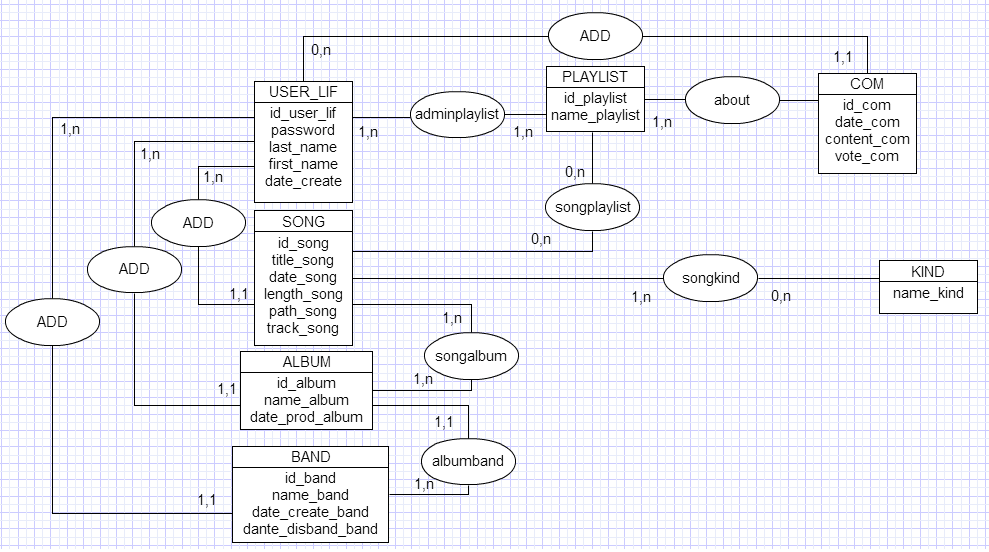 ADD
0,n
1,1
USER_LIF
id_user_lif
password
last_name
first_name
date_create
adminplaylist
1,n
1,n
PLAYLIST
id_playlist
name_playlist
about
1,n
COM
id_com
date_com
content_com
vote_com
1,n
1,n
1,n
0,n
songplaylist
0,n
ADD
ADD
ADD
SONG
id_song
title_song
date_song
length_song
path_song
track_song
1,1
songkind
1,n
0,n
KIND
name_kind
1,n
songalbum
1,n
ALBUM
id_album
name_album
date_prod_album
1,1
1,1
albumband
1,n
BAND
id_band
name_band
date_create_band
dante_disband_band
1,1